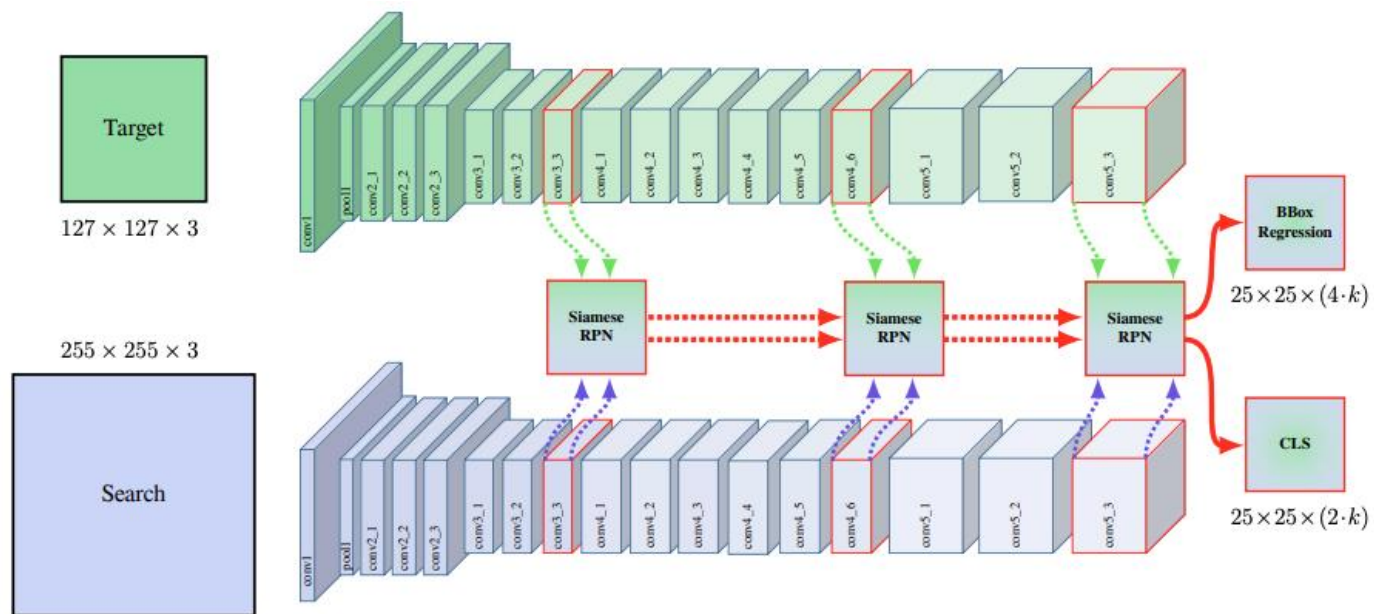 Target
127 × 127 × 3
conv1
pool1
conv2_1
conv2_2
conv2_3
conv3_1
conv3_2
conv3_3
conv4_1
conv4_2
conv4_3
conv4_4
conv4_5
conv4_6
conv5_1
conv5_2
conv5_3
BBox
Regression
25×25×(4·k)
Siamese
RPN
Siamese
RPN
Siamese
RPN
255 × 255 × 3
Search
conv1
pool1
conv2_1
conv2_2
conv2_3
conv3_1
conv3_2
conv3_3
conv4_1
conv4_2
conv4_3
conv4_4
conv4_5
conv4_6
conv5_1
conv5_2
conv5_3
CLS
25×25×(2·k)